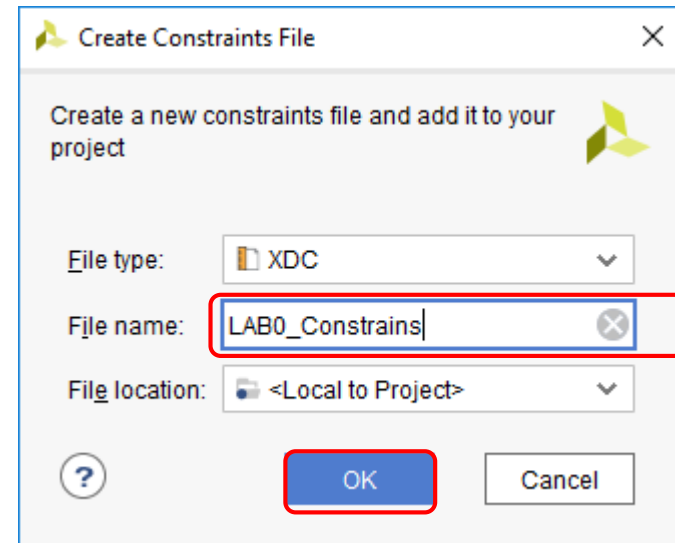 Create Constraints File
Create a new constraints file and add it to your
project
File type: XDC
File name: LAB0_Constrains
File location: <Local to Project>
? OK Cancel